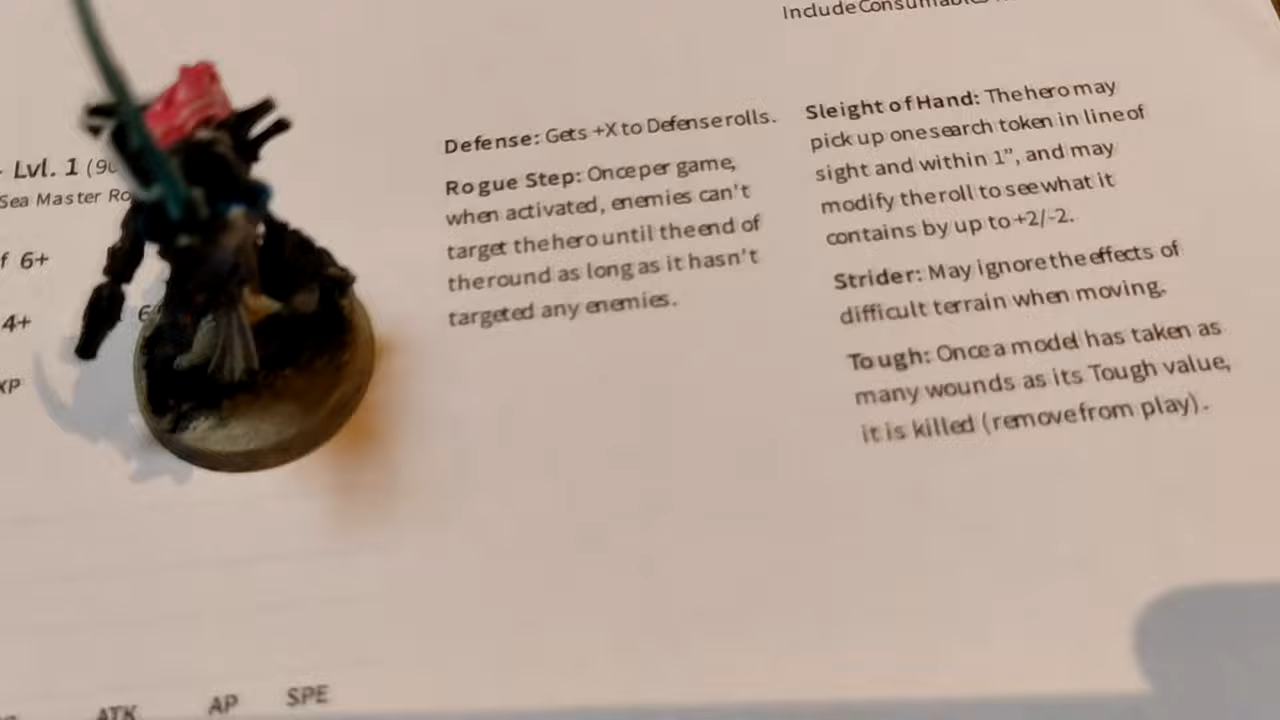 Include
Lvl. 1 (90
Sea Master Ro
f 6+
4+
6
XP
Defense: Gets +X to Defense rolls.
Rogue Step: Once per game,
when activated, enemies can't
target the hero until the end of
the round as long as it hasn't
targeted any enemies.
Sleight of Hand: The hero may
pick up one search token in line of
sight and within 1”, and may
modify the roll to see what it
contains by up to +2/-2.
Strider: May ignore the effects of
difficult terrain when moving.
Tough: Once a model has taken as
many wounds as its Tough value,
it is killed (remove from play).
ATK AP SPE